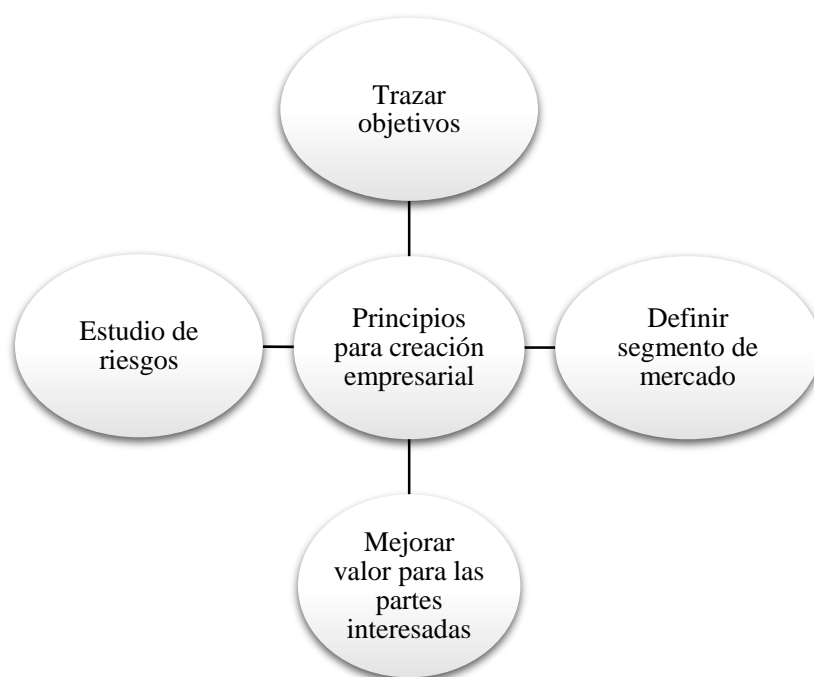 Trazar
objetivos
Estudio de
riesgos
Principios
para creación
empresarial
Definir
segmento de
mercado
Mejorar
valor para las
partes
interesadas